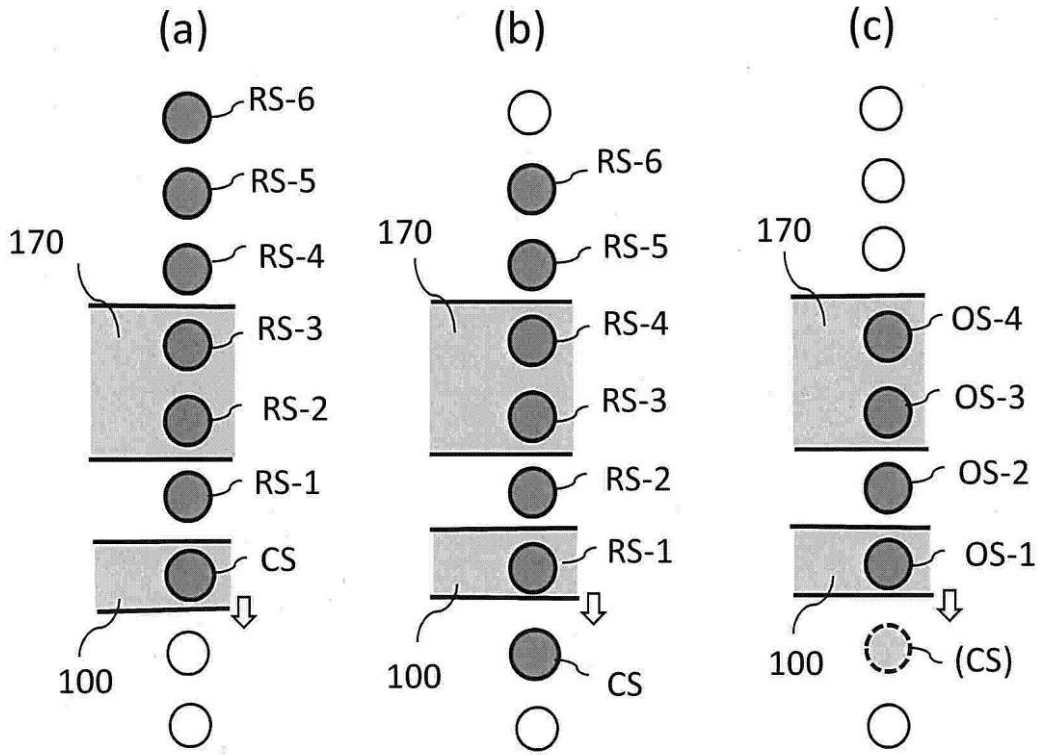 (a)
RS-6
RS-5
170
RS-4
RS-3
RS-2
RS-1
CS
100
(b)
RS-6
RS-5
170
RS-4
RS-3
RS-2
RS-1
100
CS
(c)
170
OS-4
OS-3
OS-2
OS-1
100
(CS)